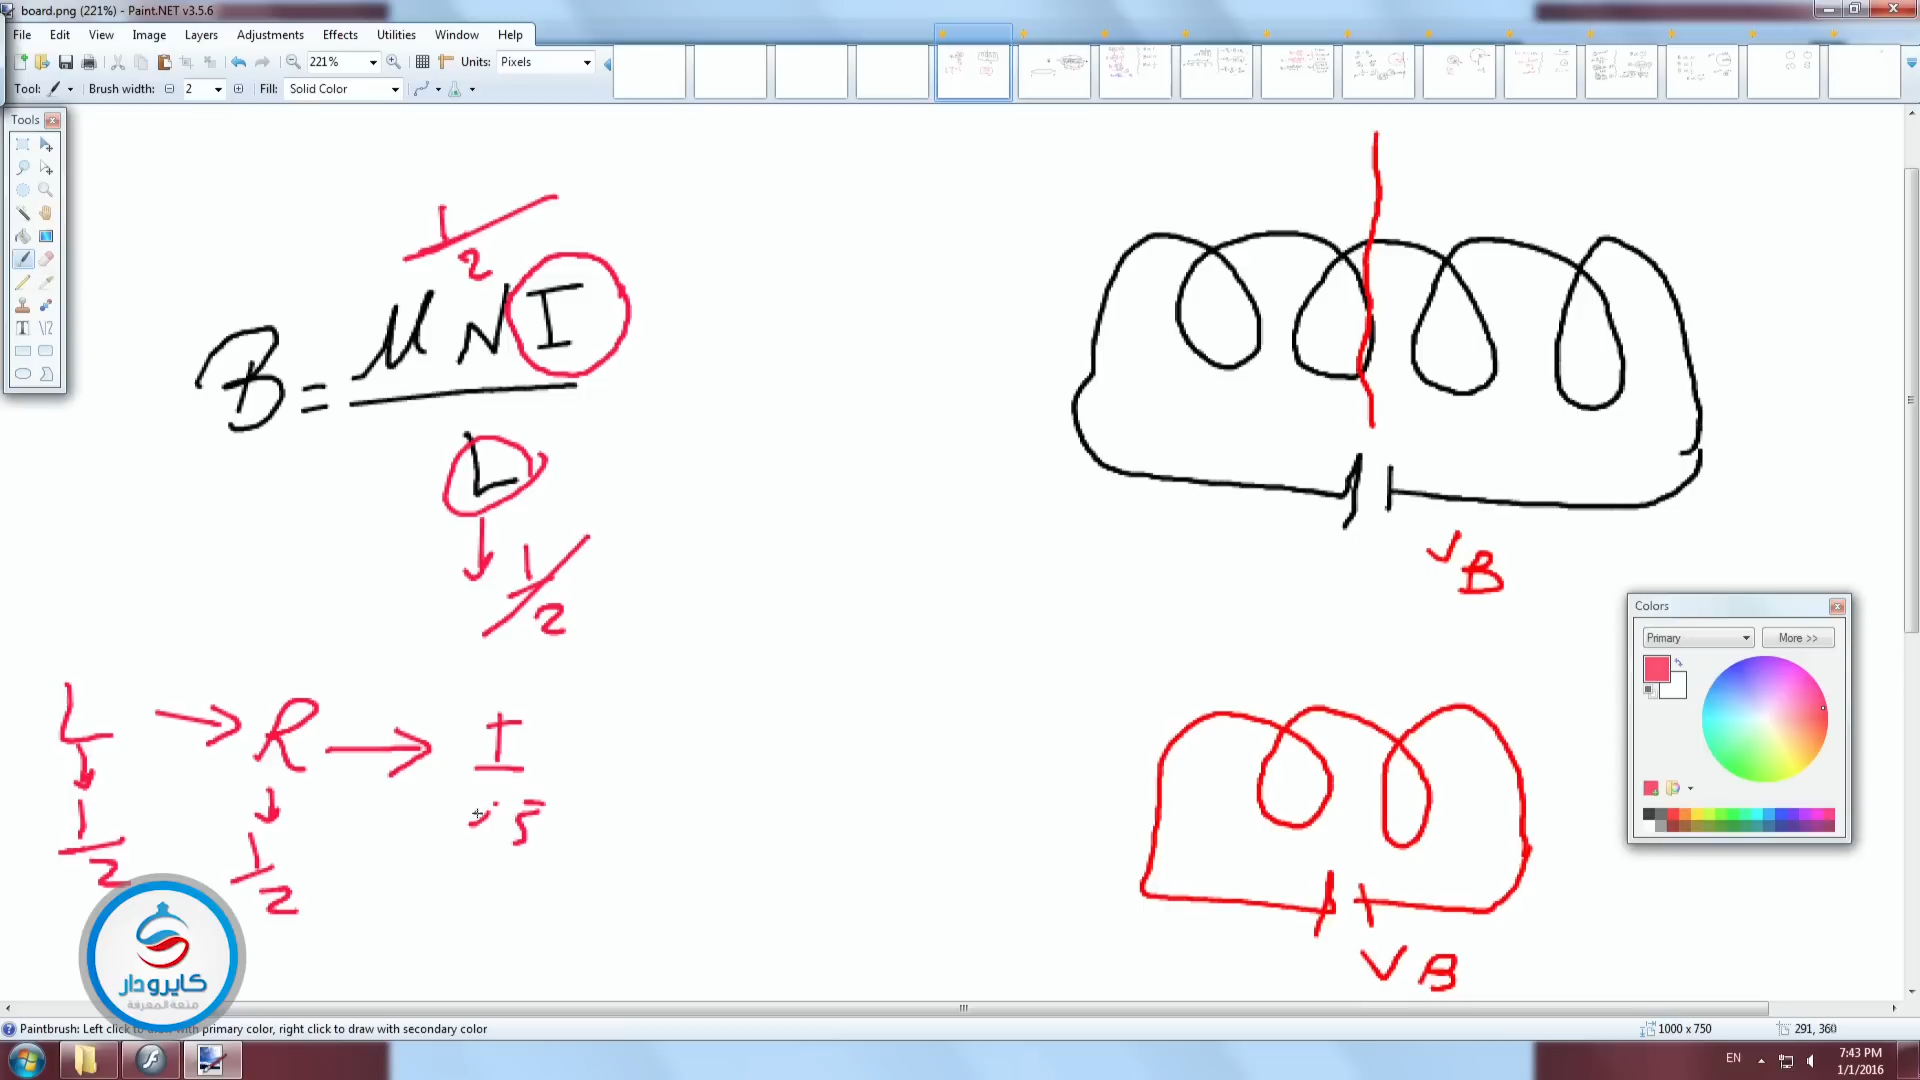 board.png (221%) - Paint.NET v3.5.6
File Edit View Image Layers Adjustments Effects Utilities Window Help
221% Units: Pixels
Tool: Brush width: 2 Fill: Solid Color
Tools
1/2
B = μNI / L
1/2
L → R → I
1/2
1/2
VB
VB
Colors
Primary
More >>
كايرودار
متعة المعرفة
Paintbrush: Left click to draw with primary color, right click to draw with secondary color
1000 x 750
291, 360
EN
7:43 PM
1/1/2016